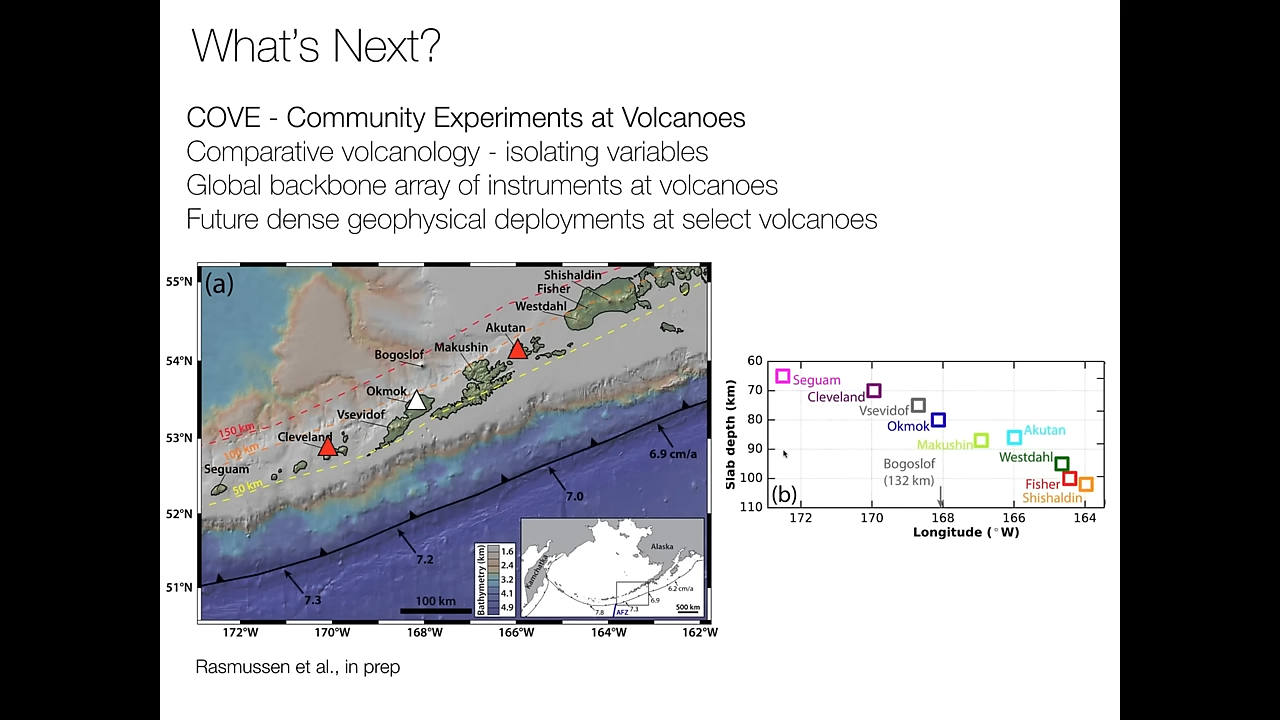 What's Next?
COVE - Community Experiments at Volcanoes
Comparative volcanology - isolating variables
Global backbone array of instruments at volcanoes
Future dense geophysical deployments at select volcanoes
(a)
55°N
54°N
53°N
52°N
51°N
172°W
170°W
168°W
166°W
164°W
162°W
Shishaldin
Fisher
Westdahl
Akutan
Makushin
Bogoslof
Okmok
Vsevidof
Cleveland
Seguam
150 km
100 km
50 km
6.9 cm/a
7.0
7.2
7.3
100 km
Bathymetry (km)
1.6
2.4
3.2
4.1
4.9
Kamchatka
Alaska
6.2 cm/a
6.9
7.3
7.8
AFZ
500 km
60
70
80
90
100
110
Slab depth (km)
Seguam
Cleveland
Vsevidof
Okmok
Makushin
Akutan
Westdahl
Bogoslof
(132 km)
Fisher
Shishaldin
(b)
172
170
168
166
164
Longitude (°W)
Rasmussen et al., in prep